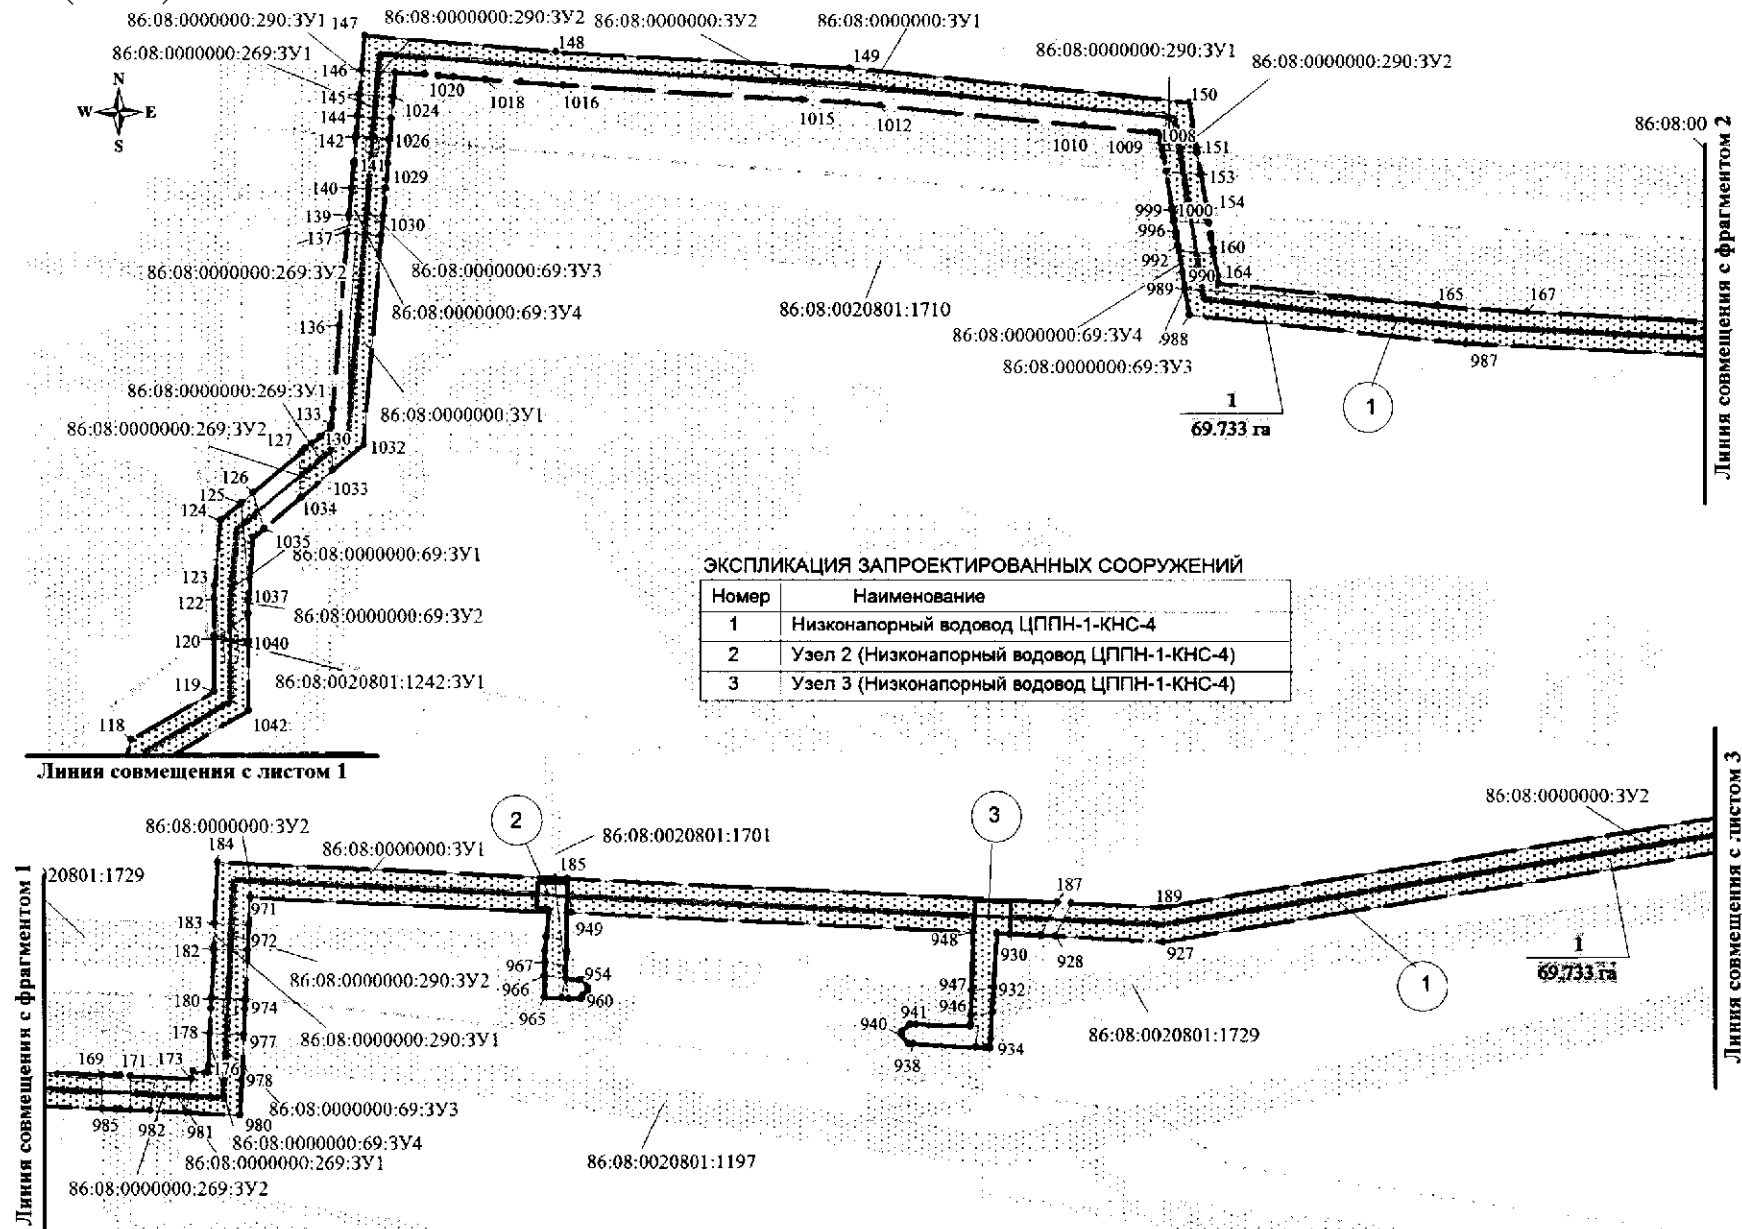 86:08:0000000:290:ЗУ1
147
86:08:0000000:290:ЗУ2
86:08:0000000:ЗУ2
86:08:0000000:ЗУ1
86:08:0000000:269:ЗУ1
148
149
86:08:0000000:290:ЗУ1
86:08:0000000:290:ЗУ2
N
W
E
S
146
145
144
142
141
140
139
137
1020
1018
1016
1024
1026
1029
1030
1015
1012
1010
1009
1008
150
151
153
154
999
1000
996
160
992
990
164
989
988
165
167
987
86:08:00
Линия совмещения с фрагментом 2
86:08:0000000:269:ЗУ2
86:08:0000000:69:ЗУ3
86:08:0000000:69:ЗУ4
86:08:0020801:1710
86:08:0000000:69:ЗУ4
86:08:0000000:69:ЗУ3
136
86:08:0000000:269:ЗУ1
86:08:0000000:ЗУ1
1
69.733 га
1
133
86:08:0000000:269:ЗУ2
127
130
1032
126
125
124
1033
1034
1035
86:08:0000000:69:ЗУ1
123
122
1037
86:08:0000000:69:ЗУ2
120
1040
86:08:0020801:1242:ЗУ1
119
118
1042
Линия совмещения с листом 1
ЭКСПЛИКАЦИЯ ЗАПРОЕКТИРОВАННЫХ СООРУЖЕНИЙ
Номер Наименование
1 Низконапорный водовод ЦППН-1-КНС-4
2 Узел 2 (Низконапорный водовод ЦППН-1-КНС-4)
3 Узел 3 (Низконапорный водовод ЦППН-1-КНС-4)
Линия совмещения с фрагментом 1
20801:1729
86:08:0000000:ЗУ2
184
86:08:0000000:ЗУ1
2
86:08:0020801:1701
185
3
86:08:0000000:ЗУ2
Линия совмещения с листом 3
187
189
971
183
972
182
86:08:0000000:290:ЗУ2
967
966
965
949
954
960
948
930
928
927
947
946
932
941
940
938
934
1
69.733 га
1
86:08:0020801:1729
180
974
178
977
86:08:0000000:290:ЗУ1
169
171
173
176
978
86:08:0000000:69:ЗУ3
985
982
981
980
86:08:0000000:69:ЗУ4
86:08:0000000:269:ЗУ1
86:08:0000000:269:ЗУ2
86:08:0020801:1197